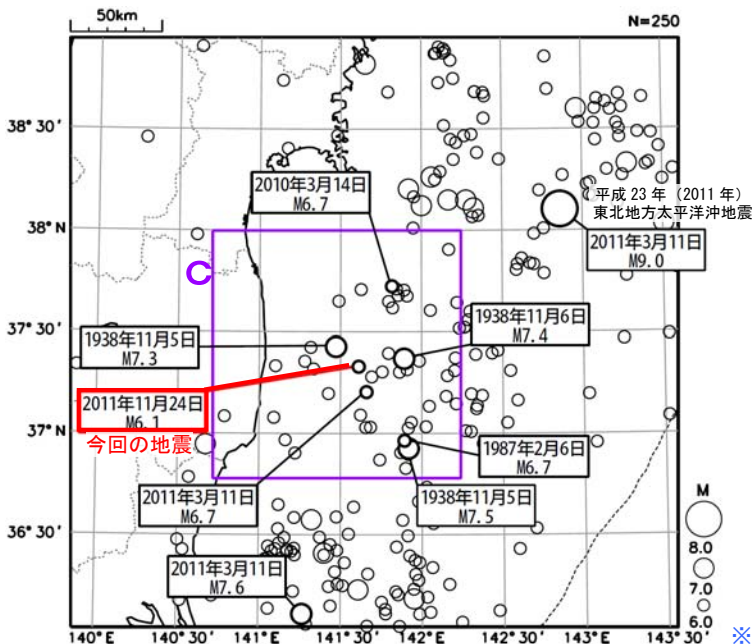 50km
N=250
38°30′
2010年3月14日
M6.7
平成 23 年 (2011 年)
東北地方太平洋沖地震
38°N
2011年3月11日
M9.0
C
37°30′
1938年11月5日
M7.3
1938年11月6日
M7.4
2011年11月24日
M6.1
今回の地震
37°N
1987年2月6日
M6.7
2011年3月11日
M6.7
1938年11月5日
M7.5
36°30′
2011年3月11日
M7.6
M
8.0
7.0
6.0
140°E
140.30
141°E
141.30
142°E
142.30
143°E
143.30
※